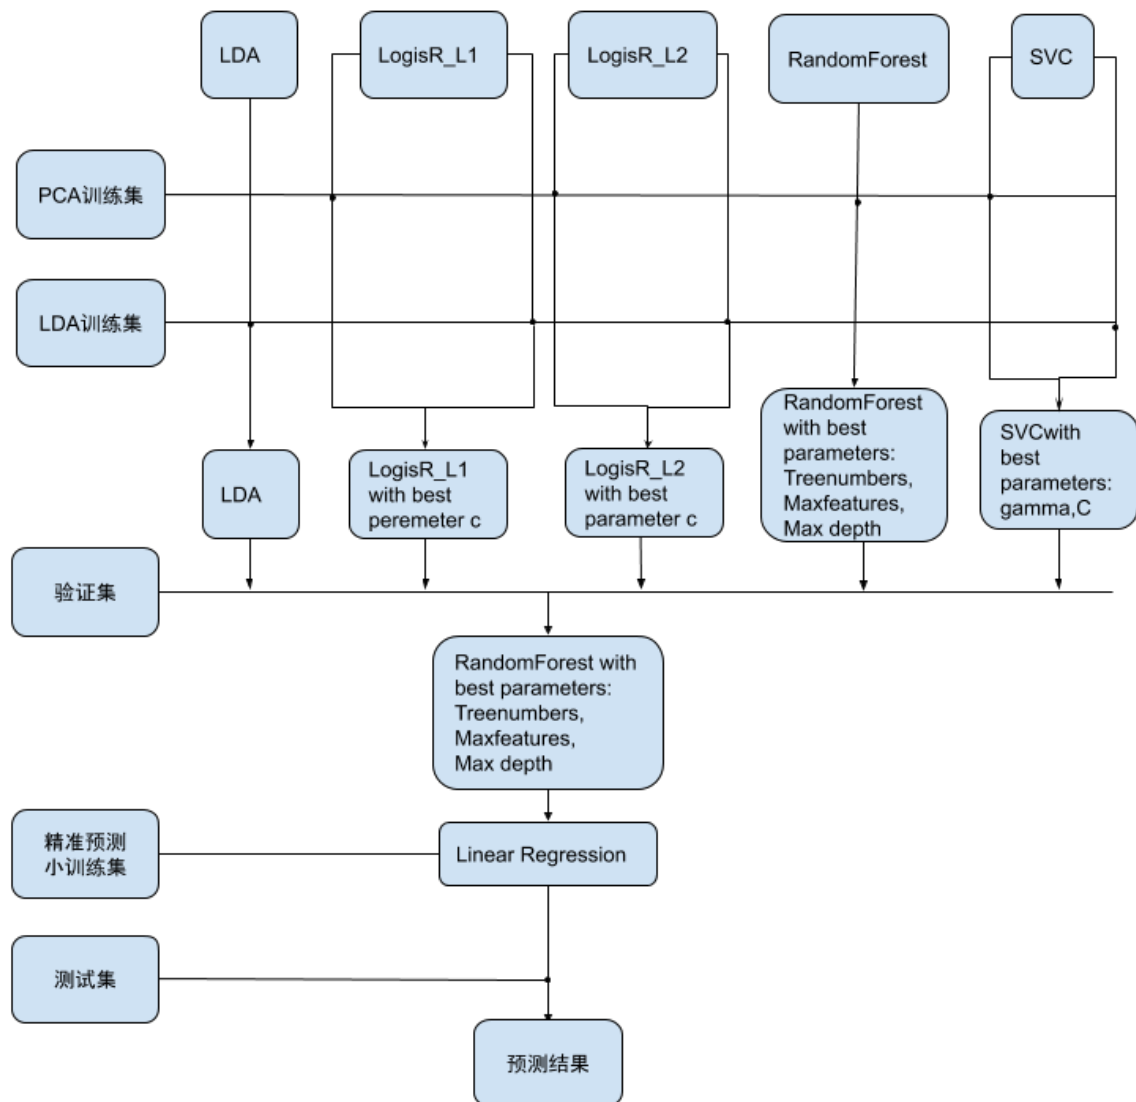 LDA
LogisR_L1
LogisR_L2
RandomForest
SVC
PCA训练集
LDA训练集
LDA
LogisR_L1
with best
peremeter c
LogisR_L2
with best
parameter c
RandomForest
with best
parameters:
Treenumbers,
Maxfeatures,
Max depth
SVCwith
best
parameters:
gamma,C
验证集
RandomForest with
best parameters:
Treenumbers,
Maxfeatures,
Max depth
精准预测
小训练集
Linear Regression
测试集
预测结果